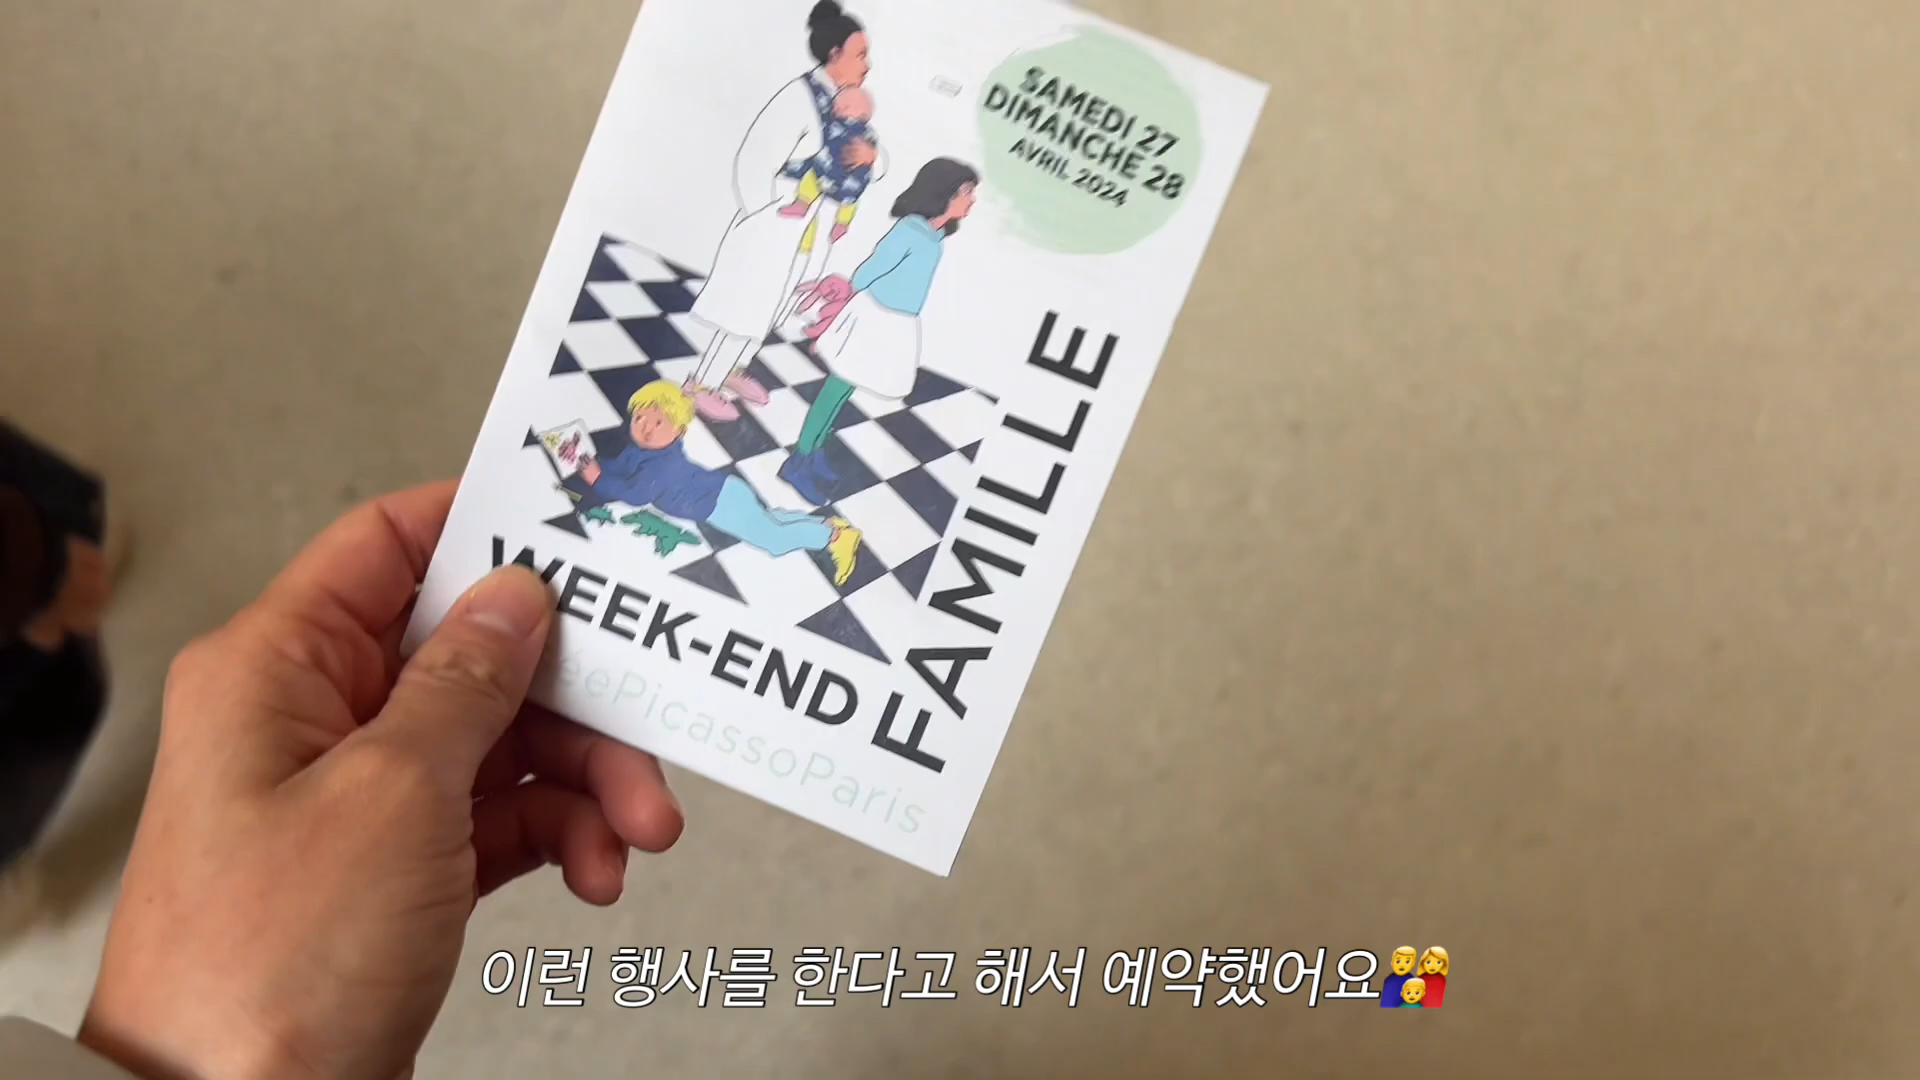 SAMEDI 27
DIMANCHE 28
AVRIL 2024
FAMILLE
WEEK-END
éePicassoParis
이런 행사를 한다고 해서 예약했어요👨‍👩‍👦